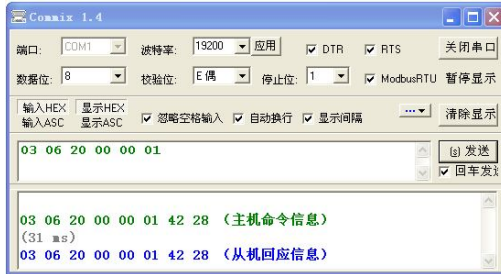 Commix 1.4
端口: COM1 波特率: 19200 应用 DTR RTS 关闭串口
数据位: 8 校验位: E偶 停止位: 1 ModbusRTU 暂停显示
输入HEX 显示HEX
输入ASC 显示ASC 忽略空格输入 自动换行 显示间隔 ... 清除显示
03 06 20 00 00 01 [s] 发送
回车发送
03 06 20 00 00 01 42 28 (主机命令信息)
(31 ms)
03 06 20 00 00 01 42 28 (从机回应信息)